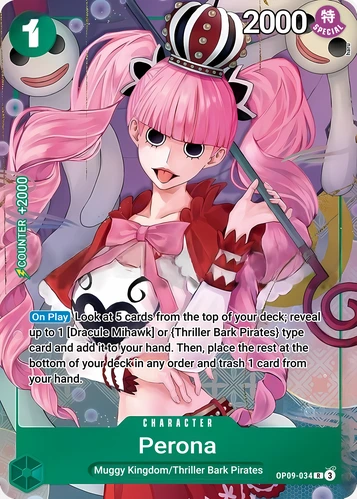 1
2000
特
SPECIAL
COUNTER +2000
On Play Look at 5 cards from the top of your deck; reveal
up to 1 [Dracule Mihawk] or {Thriller Bark Pirates} type
card and add it to your hand. Then, place the rest at the
bottom of your deck in any order and trash 1 card from
your hand.
CHARACTER
Perona
Muggy Kingdom/Thriller Bark Pirates
OP09-034 R 3